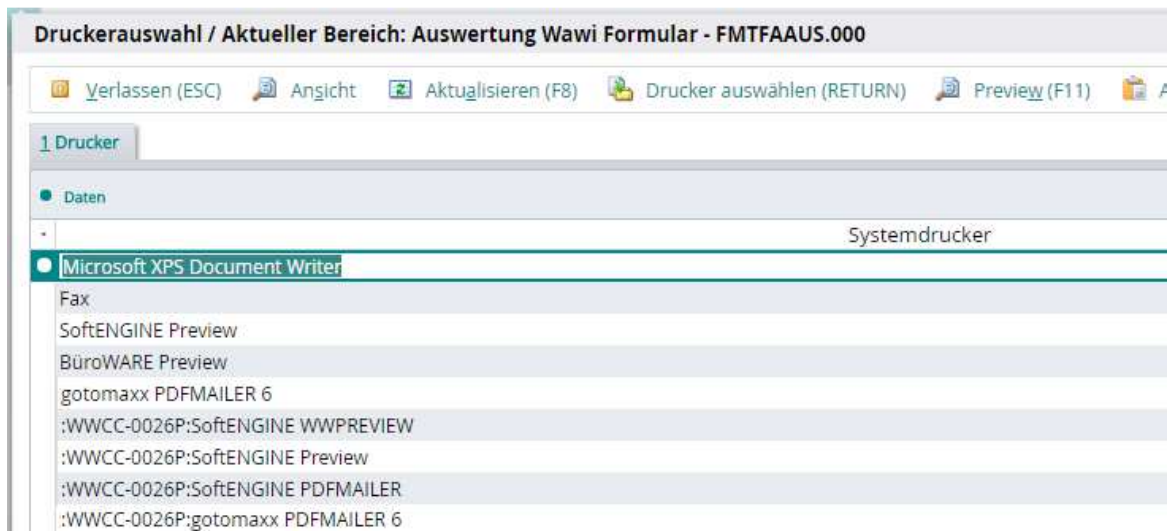 Druckerauswahl / Aktueller Bereich: Auswertung Wawi Formular - FMTFAAUS.000
Verlassen (ESC) Ansicht Aktualisieren (F8) Drucker auswählen (RETURN) Preview (F11) A
1 Drucker
Daten
Systemdrucker
Microsoft XPS Document Writer
Fax
SoftENGINE Preview
BüroWARE Preview
gotomaxx PDFMAILER 6
:WWCC-0026P:SoftENGINE WWPREVIEW
:WWCC-0026P:SoftENGINE Preview
:WWCC-0026P:SoftENGINE PDFMAILER
:WWCC-0026P:gotomaxx PDFMAILER 6